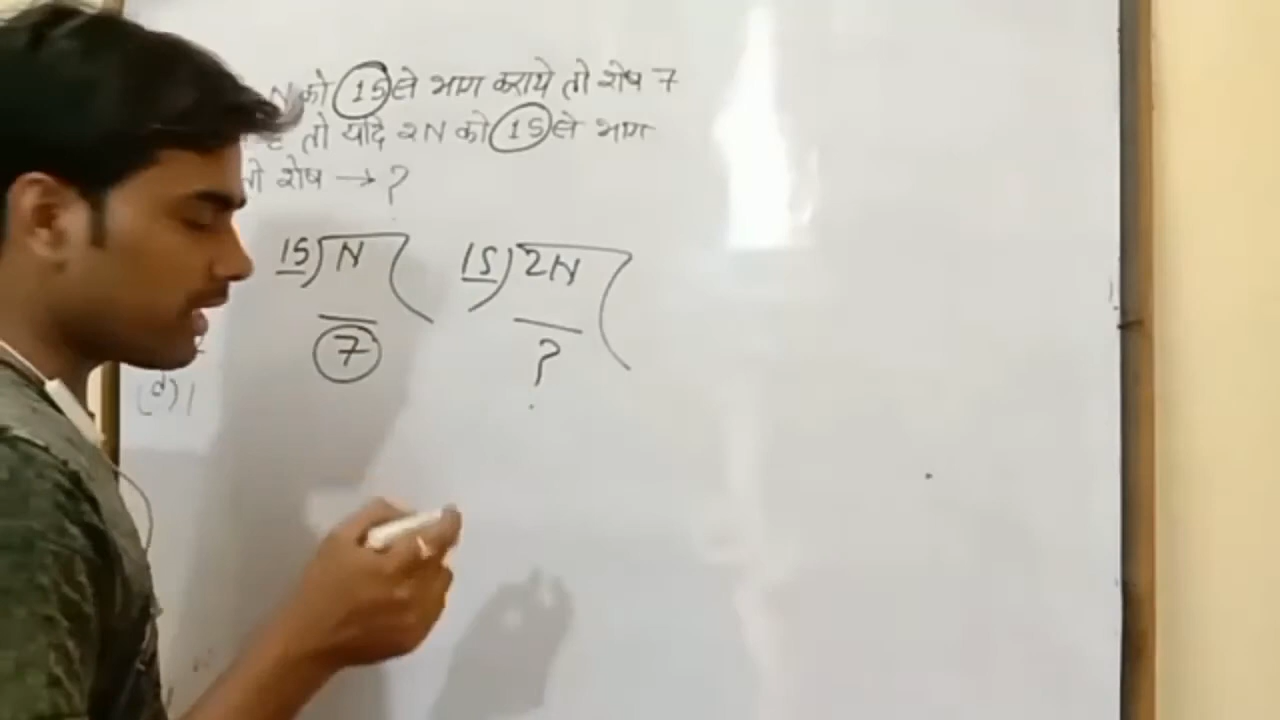 N को 15 ले भाग कराये तो शेष 7
है तो यदि 2N को 15 ले भाग
तो शेष → ?
15) N ( 15) 2N (
7 ?
(d) 1